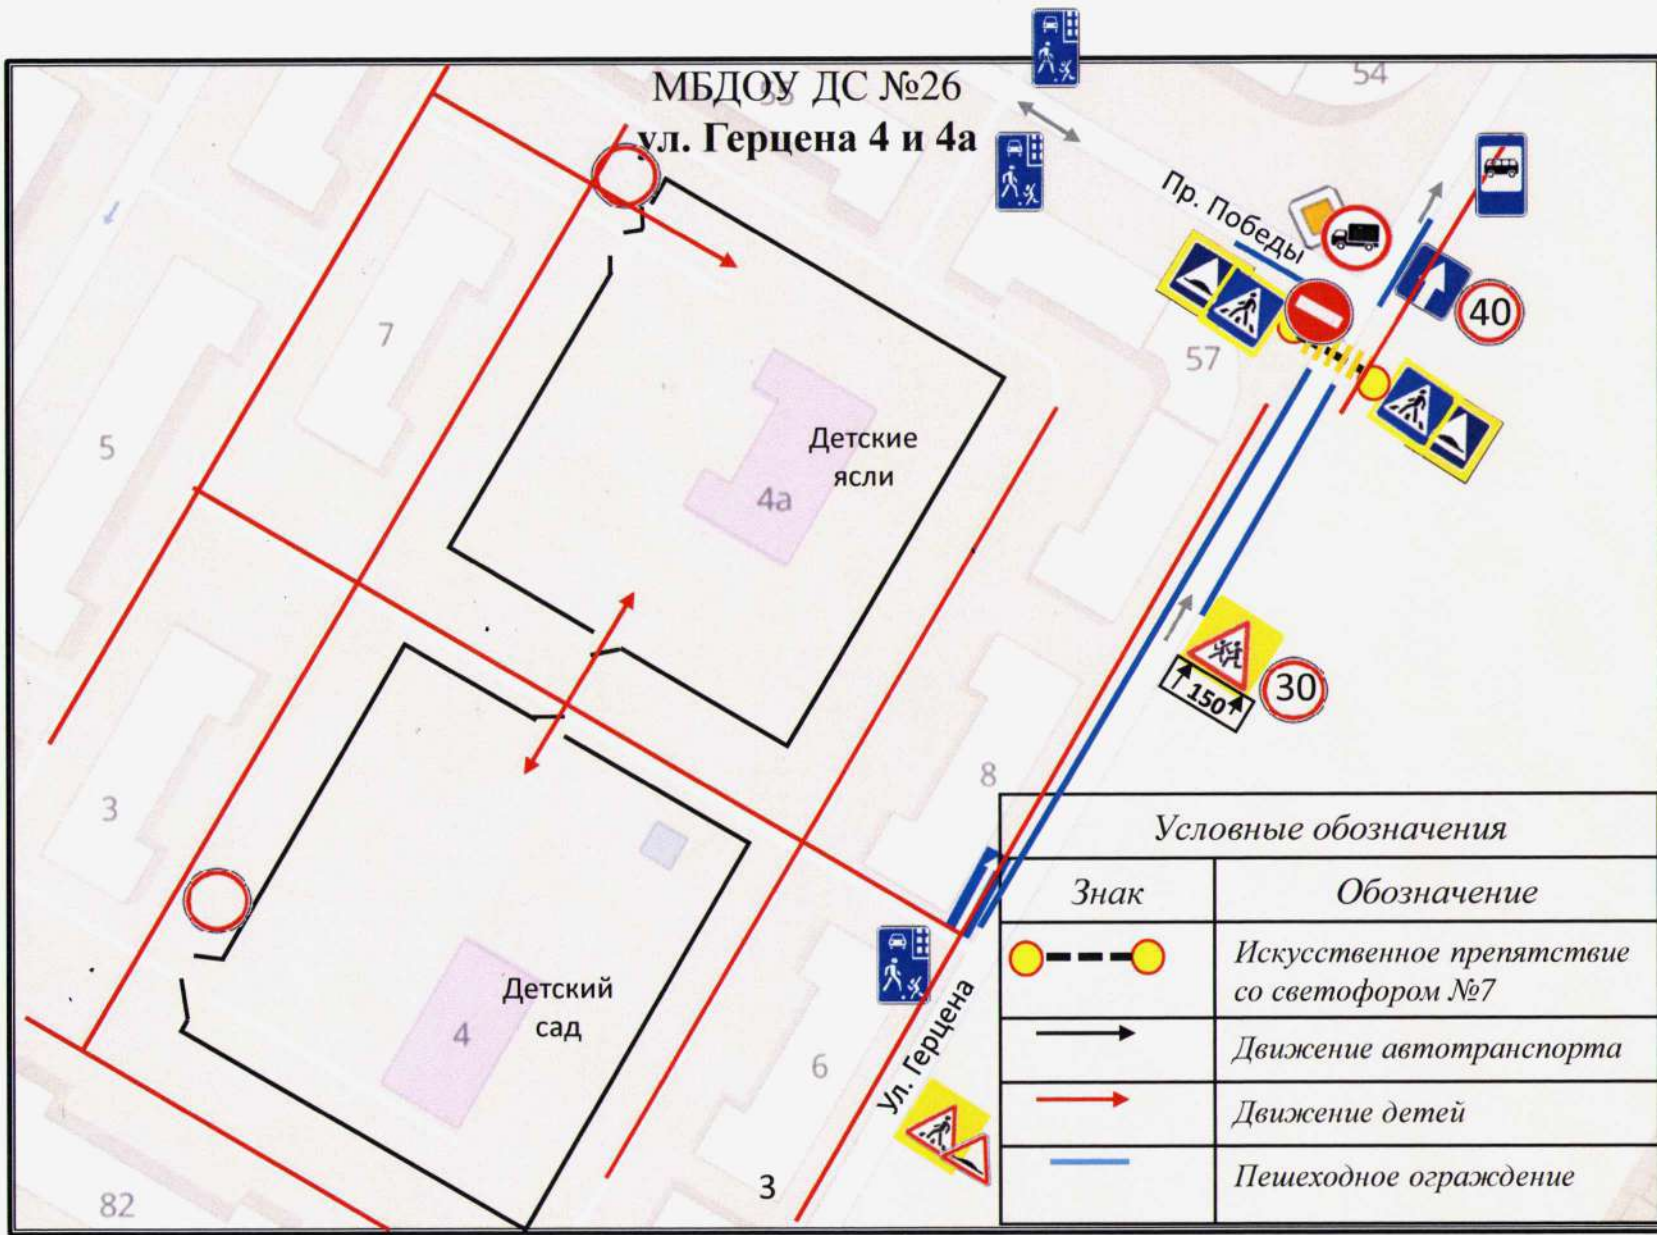 МБДОУ ДС №26
ул. Герцена 4 и 4а
55
54
Пр. Победы
40
7
57
5
Детские
ясли
4а
30
150
8
3
Детский
сад
4
6
Ул. Герцена
3
82
Условные обозначения
Знак
Обозначение
Искусственное препятствие
со светофором №7
Движение автотранспорта
Движение детей
Пешеходное ограждение